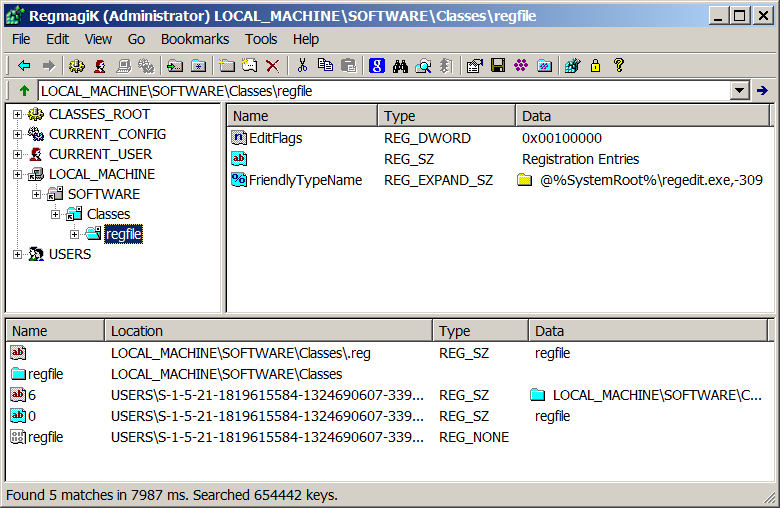 RegmagiK (Administrator) LOCAL_MACHINE\SOFTWARE\Classes\regfile
File Edit View Go Bookmarks Tools Help
LOCAL_MACHINE\SOFTWARE\Classes\regfile
CLASSES_ROOT
CURRENT_CONFIG
CURRENT_USER
LOCAL_MACHINE
SOFTWARE
Classes
regfile
USERS
Name Type Data
EditFlags REG_DWORD 0x00100000
REG_SZ Registration Entries
FriendlyTypeName REG_EXPAND_SZ @%SystemRoot%\regedit.exe,-309
Name Location Type Data
LOCAL_MACHINE\SOFTWARE\Classes\.reg REG_SZ regfile
regfile LOCAL_MACHINE\SOFTWARE\Classes
6 USERS\S-1-5-21-1819615584-1324690607-339... REG_SZ LOCAL_MACHINE\SOFTWARE\C...
0 USERS\S-1-5-21-1819615584-1324690607-339... REG_SZ regfile
regfile USERS\S-1-5-21-1819615584-1324690607-339... REG_NONE
Found 5 matches in 7987 ms. Searched 654442 keys.